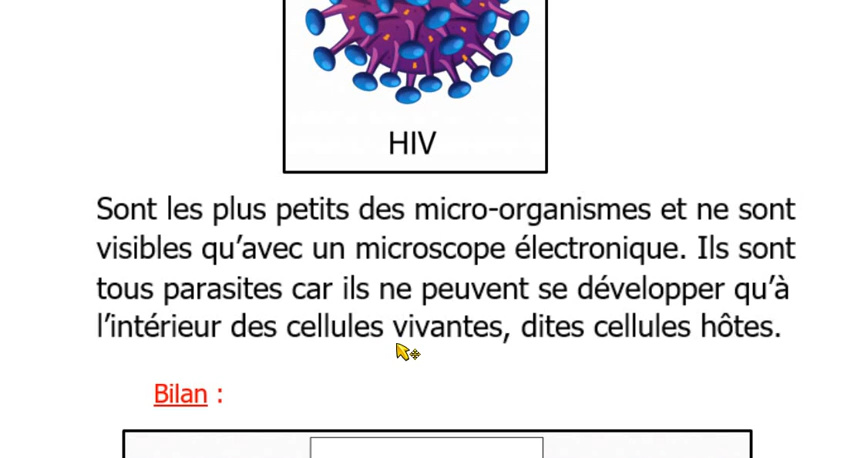 HIV
Sont les plus petits des micro-organismes et ne sont
visibles qu’avec un microscope électronique. Ils sont
tous parasites car ils ne peuvent se développer qu’à
l’intérieur des cellules vivantes, dites cellules hôtes.
Bilan :